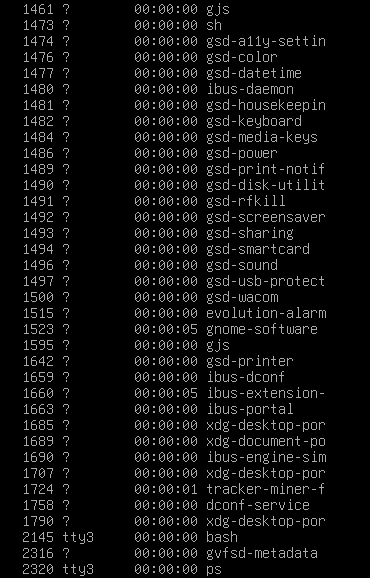 1461 ?        00:00:00 gjs
1473 ?        00:00:00 sh
1474 ?        00:00:00 gsd-a11y-settin
1476 ?        00:00:00 gsd-color
1477 ?        00:00:00 gsd-datetime
1480 ?        00:00:00 ibus-daemon
1481 ?        00:00:00 gsd-housekeepin
1482 ?        00:00:00 gsd-keyboard
1484 ?        00:00:00 gsd-media-keys
1486 ?        00:00:00 gsd-power
1489 ?        00:00:00 gsd-print-notif
1490 ?        00:00:00 gsd-disk-utilit
1491 ?        00:00:00 gsd-rfkill
1492 ?        00:00:00 gsd-screensaver
1493 ?        00:00:00 gsd-sharing
1494 ?        00:00:00 gsd-smartcard
1496 ?        00:00:00 gsd-sound
1497 ?        00:00:00 gsd-usb-protect
1500 ?        00:00:00 gsd-wacom
1515 ?        00:00:00 evolution-alarm
1523 ?        00:00:05 gnome-software
1595 ?        00:00:00 gjs
1642 ?        00:00:00 gsd-printer
1659 ?        00:00:00 ibus-dconf
1660 ?        00:00:05 ibus-extension-
1663 ?        00:00:00 ibus-portal
1685 ?        00:00:00 xdg-desktop-por
1689 ?        00:00:00 xdg-document-po
1690 ?        00:00:00 ibus-engine-sim
1707 ?        00:00:00 xdg-desktop-por
1724 ?        00:00:01 tracker-miner-f
1758 ?        00:00:00 dconf-service
1790 ?        00:00:00 xdg-desktop-por
2145 tty3     00:00:00 bash
2316 ?        00:00:00 gvfsd-metadata
2320 tty3     00:00:00 ps